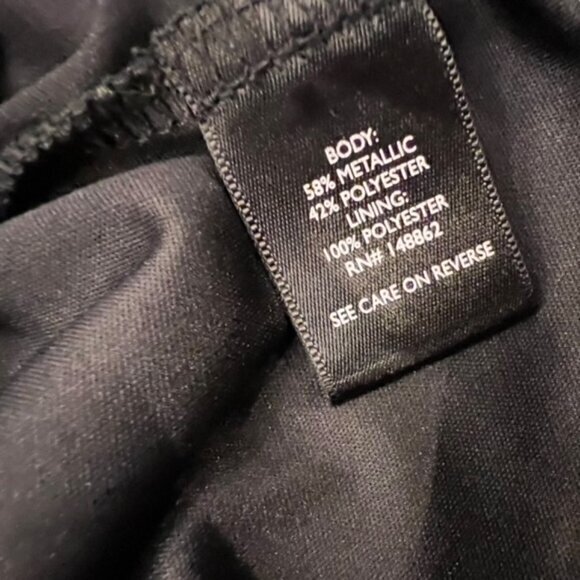 BODY:
58% METALLIC
42% POLYESTER
LINING:
100% POLYESTER
RN# 148862
SEE CARE ON REVERSE